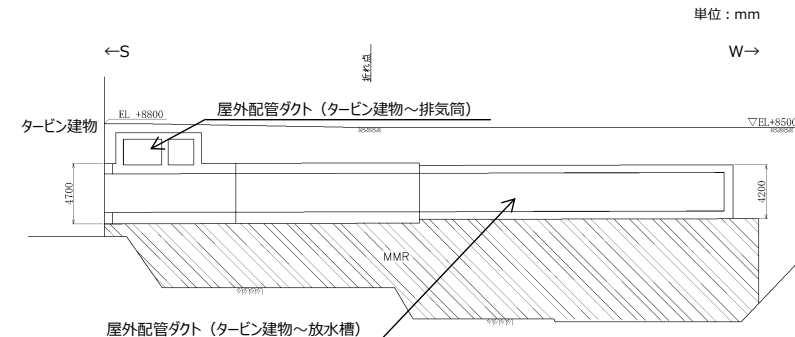 単位：mm
←S
W→
折れ点
EL +8800
屋外配管ダクト（タービン建物～排気筒）
タービン建物
▽EL+8500
4700
4200
MMR
屋外配管ダクト（タービン建物～放水槽）